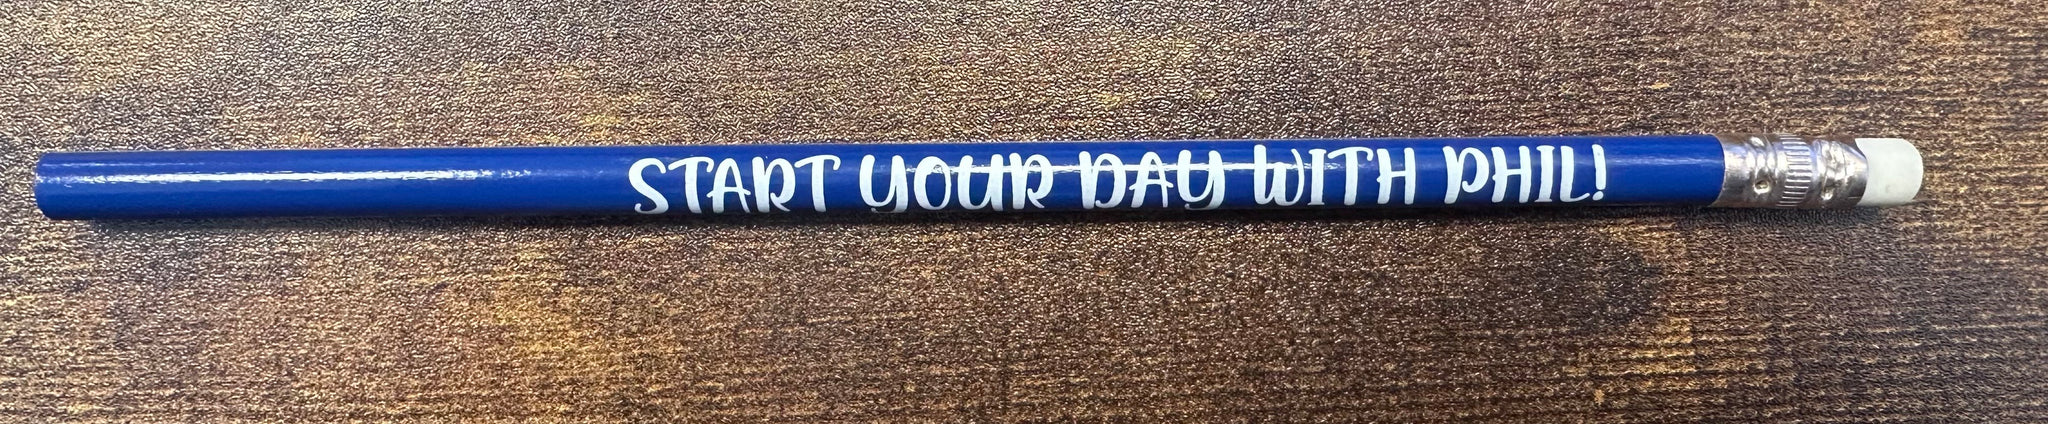 START YOUR DAY WITH PHIL!